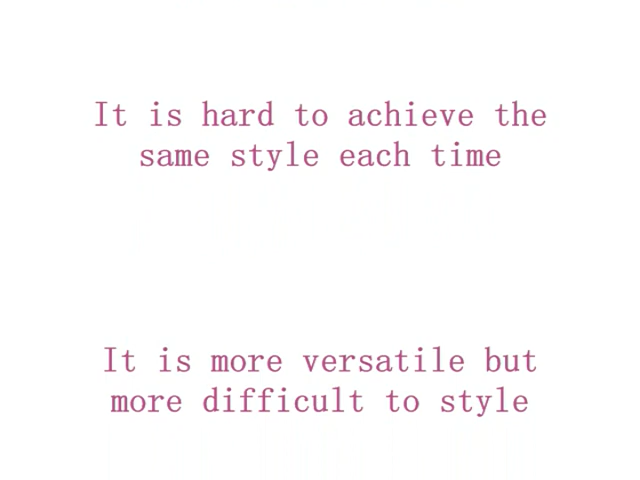 It is hard to achieve the
same style each time
It is more versatile but
more difficult to style